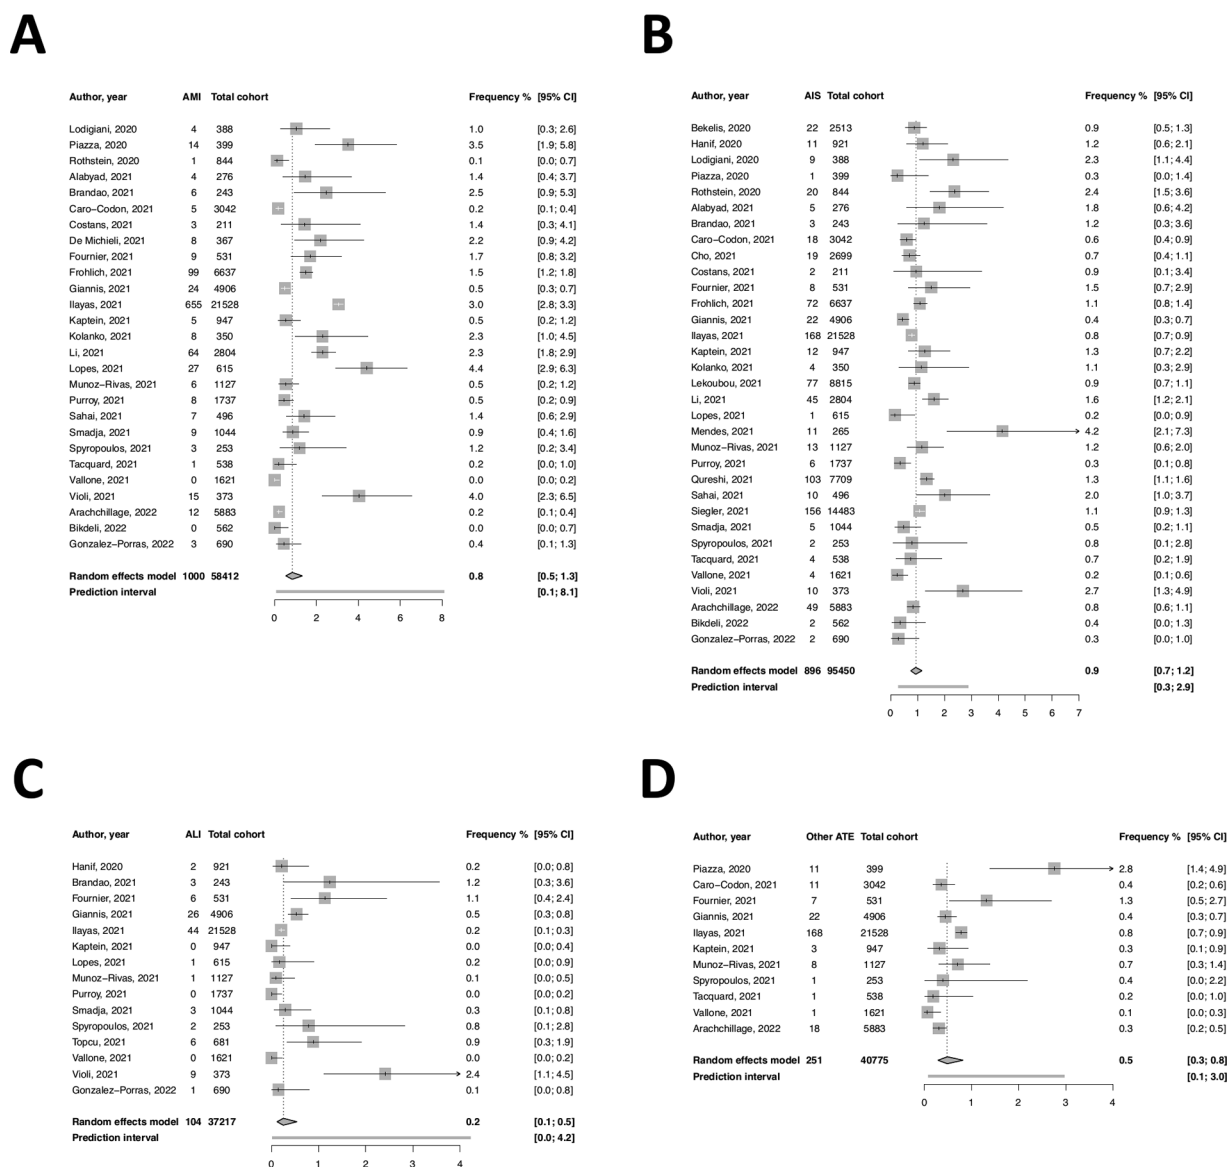 A
Author, year AMI Total cohort Frequency % [95% CI]
Lodigiani, 2020 4 388 1.0 [0.3; 2.6]
Piazza, 2020 14 399 3.5 [1.9; 5.8]
Rothstein, 2020 1 844 0.1 [0.0; 0.7]
Alabyad, 2021 4 276 1.4 [0.4; 3.7]
Brandao, 2021 6 243 2.5 [0.9; 5.3]
Caro−Codon, 2021 5 3042 0.2 [0.1; 0.4]
Costans, 2021 3 211 1.4 [0.3; 4.1]
De Michieli, 2021 8 367 2.2 [0.9; 4.2]
Fournier, 2021 9 531 1.7 [0.8; 3.2]
Frohlich, 2021 99 6637 1.5 [1.2; 1.8]
Giannis, 2021 24 4906 0.5 [0.3; 0.7]
Ilayas, 2021 655 21528 3.0 [2.8; 3.3]
Kaptein, 2021 5 947 0.5 [0.2; 1.2]
Kolanko, 2021 8 350 2.3 [1.0; 4.5]
Li, 2021 64 2804 2.3 [1.8; 2.9]
Lopes, 2021 27 615 4.4 [2.9; 6.3]
Munoz−Rivas, 2021 6 1127 0.5 [0.2; 1.2]
Purroy, 2021 8 1737 0.5 [0.2; 0.9]
Sahai, 2021 7 496 1.4 [0.6; 2.9]
Smadja, 2021 9 1044 0.9 [0.4; 1.6]
Spyropoulos, 2021 3 253 1.2 [0.2; 3.4]
Tacquard, 2021 1 538 0.2 [0.0; 1.0]
Vallone, 2021 0 1621 0.0 [0.0; 0.2]
Violi, 2021 15 373 4.0 [2.3; 6.5]
Arachchillage, 2022 12 5883 0.2 [0.1; 0.4]
Bikdeli, 2022 0 562 0.0 [0.0; 0.7]
Gonzalez−Porras, 2022 3 690 0.4 [0.1; 1.3]
Random effects model 1000 58412 0.8 [0.5; 1.3]
Prediction interval [0.1; 8.1]
0 2 4 6 8
B
Author, year AIS Total cohort Frequency % [95% CI]
Bekelis, 2020 22 2513 0.9 [0.5; 1.3]
Hanif, 2020 11 921 1.2 [0.6; 2.1]
Lodigiani, 2020 9 388 2.3 [1.1; 4.4]
Piazza, 2020 1 399 0.3 [0.0; 1.4]
Rothstein, 2020 20 844 2.4 [1.5; 3.6]
Alabyad, 2021 5 276 1.8 [0.6; 4.2]
Brandao, 2021 3 243 1.2 [0.3; 3.6]
Caro−Codon, 2021 18 3042 0.6 [0.4; 0.9]
Cho, 2021 19 2699 0.7 [0.4; 1.1]
Costans, 2021 2 211 0.9 [0.1; 3.4]
Fournier, 2021 8 531 1.5 [0.7; 2.9]
Frohlich, 2021 72 6637 1.1 [0.8; 1.4]
Giannis, 2021 22 4906 0.4 [0.3; 0.7]
Ilayas, 2021 168 21528 0.8 [0.7; 0.9]
Kaptein, 2021 12 947 1.3 [0.7; 2.2]
Kolanko, 2021 4 350 1.1 [0.3; 2.9]
Lekoubou, 2021 77 8815 0.9 [0.7; 1.1]
Li, 2021 45 2804 1.6 [1.2; 2.1]
Lopes, 2021 1 615 0.2 [0.0; 0.9]
Mendes, 2021 11 265 4.2 [2.1; 7.3]
Munoz−Rivas, 2021 13 1127 1.2 [0.6; 2.0]
Purroy, 2021 6 1737 0.3 [0.1; 0.8]
Qureshi, 2021 103 7709 1.3 [1.1; 1.6]
Sahai, 2021 10 496 2.0 [1.0; 3.7]
Siegler, 2021 156 14483 1.1 [0.9; 1.3]
Smadja, 2021 5 1044 0.5 [0.2; 1.1]
Spyropoulos, 2021 2 253 0.8 [0.1; 2.8]
Tacquard, 2021 4 538 0.7 [0.2; 1.9]
Vallone, 2021 4 1621 0.2 [0.1; 0.6]
Violi, 2021 10 373 2.7 [1.3; 4.9]
Arachchillage, 2022 49 5883 0.8 [0.6; 1.1]
Bikdeli, 2022 2 562 0.4 [0.0; 1.3]
Gonzalez−Porras, 2022 2 690 0.3 [0.0; 1.0]
Random effects model 896 95450 0.9 [0.7; 1.2]
Prediction interval [0.3; 2.9]
0 1 2 3 4 5 6 7
C
Author, year ALI Total cohort Frequency % [95% CI]
Hanif, 2020 2 921 0.2 [0.0; 0.8]
Brandao, 2021 3 243 1.2 [0.3; 3.6]
Fournier, 2021 6 531 1.1 [0.4; 2.4]
Giannis, 2021 26 4906 0.5 [0.3; 0.8]
Ilayas, 2021 44 21528 0.2 [0.1; 0.3]
Kaptein, 2021 0 947 0.0 [0.0; 0.4]
Lopes, 2021 1 615 0.2 [0.0; 0.9]
Munoz−Rivas, 2021 1 1127 0.1 [0.0; 0.5]
Purroy, 2021 0 1737 0.0 [0.0; 0.2]
Smadja, 2021 3 1044 0.3 [0.1; 0.8]
Spyropoulos, 2021 2 253 0.8 [0.1; 2.8]
Topcu, 2021 6 681 0.9 [0.3; 1.9]
Vallone, 2021 0 1621 0.0 [0.0; 0.2]
Violi, 2021 9 373 2.4 [1.1; 4.5]
Gonzalez−Porras, 2022 1 690 0.1 [0.0; 0.8]
Random effects model 104 37217 0.2 [0.1; 0.5]
Prediction interval [0.0; 4.2]
0 1 2 3 4
D
Author, year Other ATE Total cohort Frequency % [95% CI]
Piazza, 2020 11 399 2.8 [1.4; 4.9]
Caro−Codon, 2021 11 3042 0.4 [0.2; 0.6]
Fournier, 2021 7 531 1.3 [0.5; 2.7]
Giannis, 2021 22 4906 0.4 [0.3; 0.7]
Ilayas, 2021 168 21528 0.8 [0.7; 0.9]
Kaptein, 2021 3 947 0.3 [0.1; 0.9]
Munoz−Rivas, 2021 8 1127 0.7 [0.3; 1.4]
Spyropoulos, 2021 1 253 0.4 [0.0; 2.2]
Tacquard, 2021 1 538 0.2 [0.0; 1.0]
Vallone, 2021 1 1621 0.1 [0.0; 0.3]
Arachchillage, 2022 18 5883 0.3 [0.2; 0.5]
Random effects model 251 40775 0.5 [0.3; 0.8]
Prediction interval [0.1; 3.0]
0 1 2 3 4